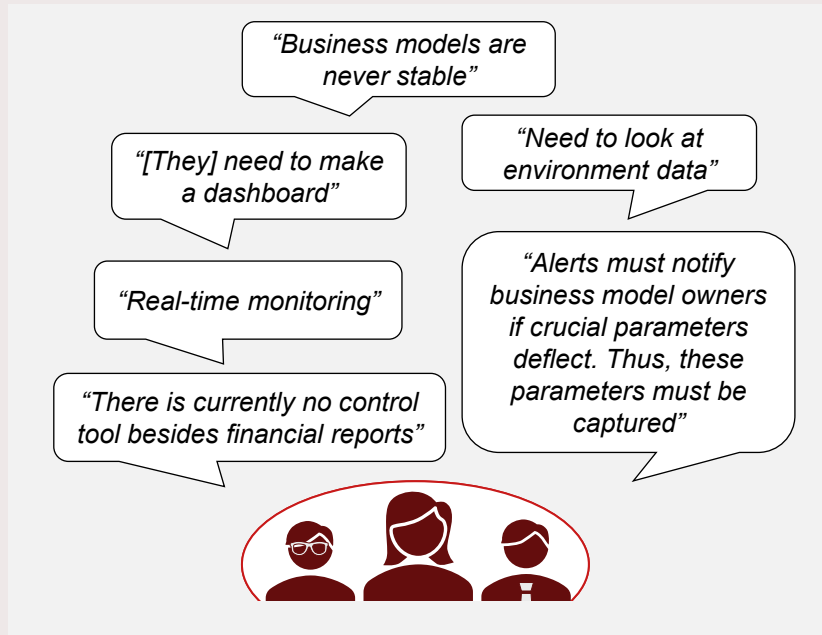 “Business models are
never stable”
“[They] need to make
a dashboard”
“Need to look at
environment data”
“Real-time monitoring”
“Alerts must notify
business model owners
if crucial parameters
deflect. Thus, these
parameters must be
captured”
“There is currently no control
tool besides financial reports”